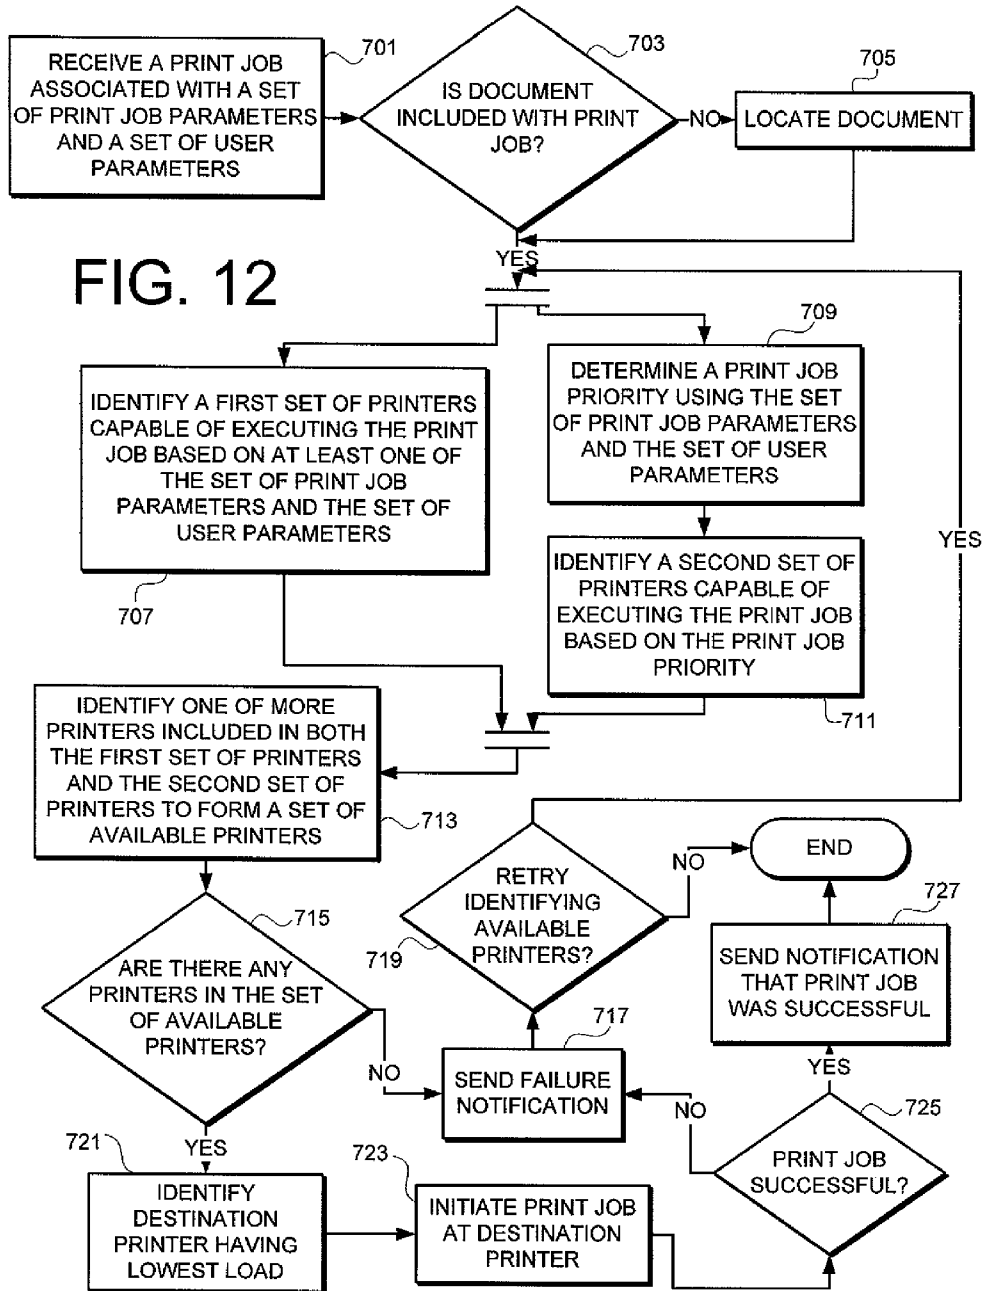 701
RECEIVE A PRINT JOB
ASSOCIATED WITH A SET
OF PRINT JOB PARAMETERS
AND A SET OF USER
PARAMETERS
703
IS DOCUMENT
INCLUDED WITH PRINT
JOB?
NO
705
LOCATE DOCUMENT
YES
FIG. 12
709
DETERMINE A PRINT JOB
PRIORITY USING THE SET
OF PRINT JOB PARAMETERS
AND THE SET OF USER
PARAMETERS
IDENTIFY A FIRST SET OF PRINTERS
CAPABLE OF EXECUTING THE PRINT
JOB BASED ON AT LEAST ONE OF
THE SET OF PRINT JOB
PARAMETERS AND THE SET OF
USER PARAMETERS
707
YES
IDENTIFY A SECOND SET OF
PRINTERS CAPABLE OF
EXECUTING THE PRINT JOB
BASED ON THE PRINT JOB
PRIORITY
711
IDENTIFY ONE OF MORE
PRINTERS INCLUDED IN BOTH
THE FIRST SET OF PRINTERS
AND THE SECOND SET OF
PRINTERS TO FORM A SET OF
AVAILABLE PRINTERS
713
RETRY
IDENTIFYING
AVAILABLE
PRINTERS?
719
NO
END
727
SEND NOTIFICATION
THAT PRINT JOB
WAS SUCCESSFUL
715
ARE THERE ANY
PRINTERS IN THE SET
OF AVAILABLE
PRINTERS?
NO
717
SEND FAILURE
NOTIFICATION
NO
YES
725
PRINT JOB
SUCCESSFUL?
YES
721
IDENTIFY
DESTINATION
PRINTER HAVING
LOWEST LOAD
723
INITIATE PRINT JOB
AT DESTINATION
PRINTER